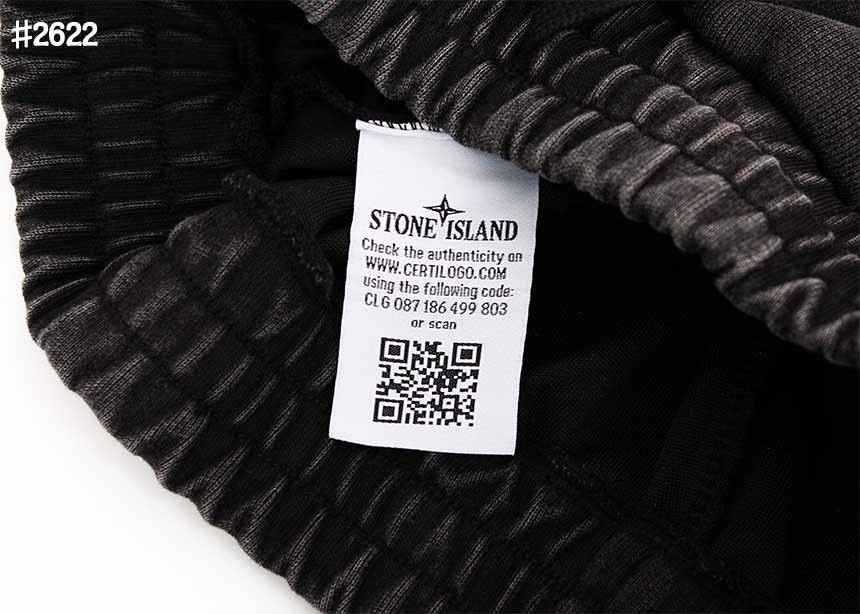 #2622
STONE ISLAND
Check the authenticity on
WWW.CERTILOGO.COM
using the following code:
CLG 087 186 499 803
or scan